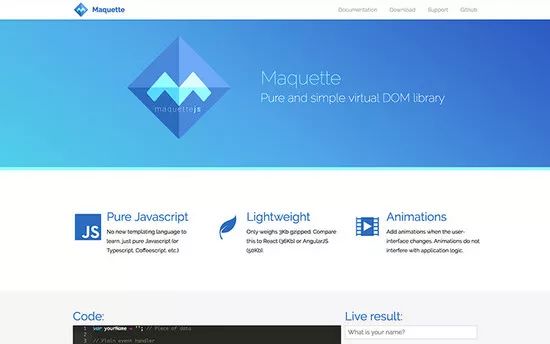 Maquette
Documentation Download Support Github
Maquette
Pure and simple virtual DOM library
maquettejs
JS
Pure Javascript
No new templating language to
learn, just pure Javascript (or
Typescript, Coffeescript, etc.)
Lightweight
Only weighs 3Kb gzipped. Compare
this to React (36Kb) or AngularJS
(50Kb).
Animations
Add animations when the user-
interface changes. Animations do not
interfere with application logic.
Code:
1 var yourName = ''; // Piece of data
2
3 // Plain event handler
Live result:
What is your name?